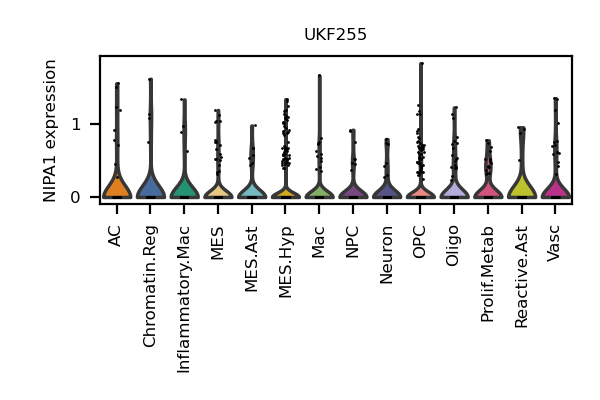 UKF255
NIPA1 expression
1
0
AC
Chromatin.Reg
Inflammatory.Mac
MES
MES.Ast
MES.Hyp
Mac
NPC
Neuron
OPC
Oligo
Prolif.Metab
Reactive.Ast
Vasc